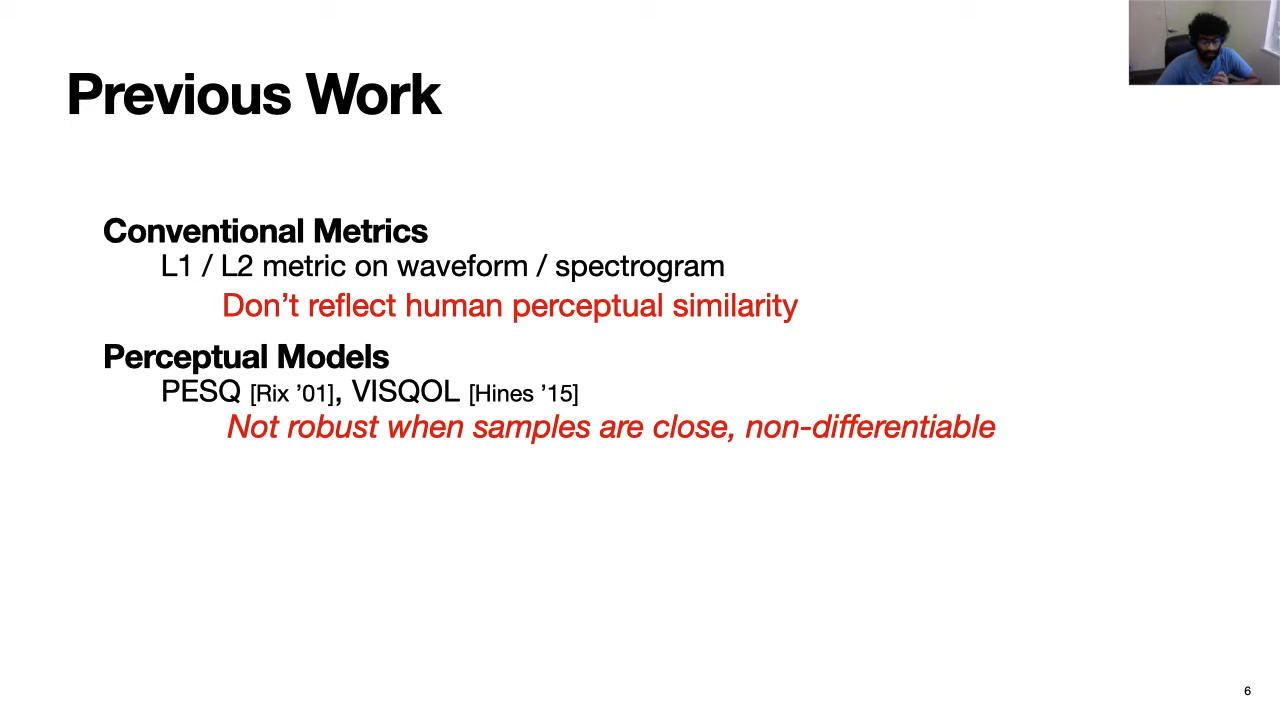 Previous Work
Conventional Metrics
L1 / L2 metric on waveform / spectrogram
Don’t reflect human perceptual similarity
Perceptual Models
PESQ [Rix ’01], VISQOL [Hines ’15]
Not robust when samples are close, non-differentiable
6